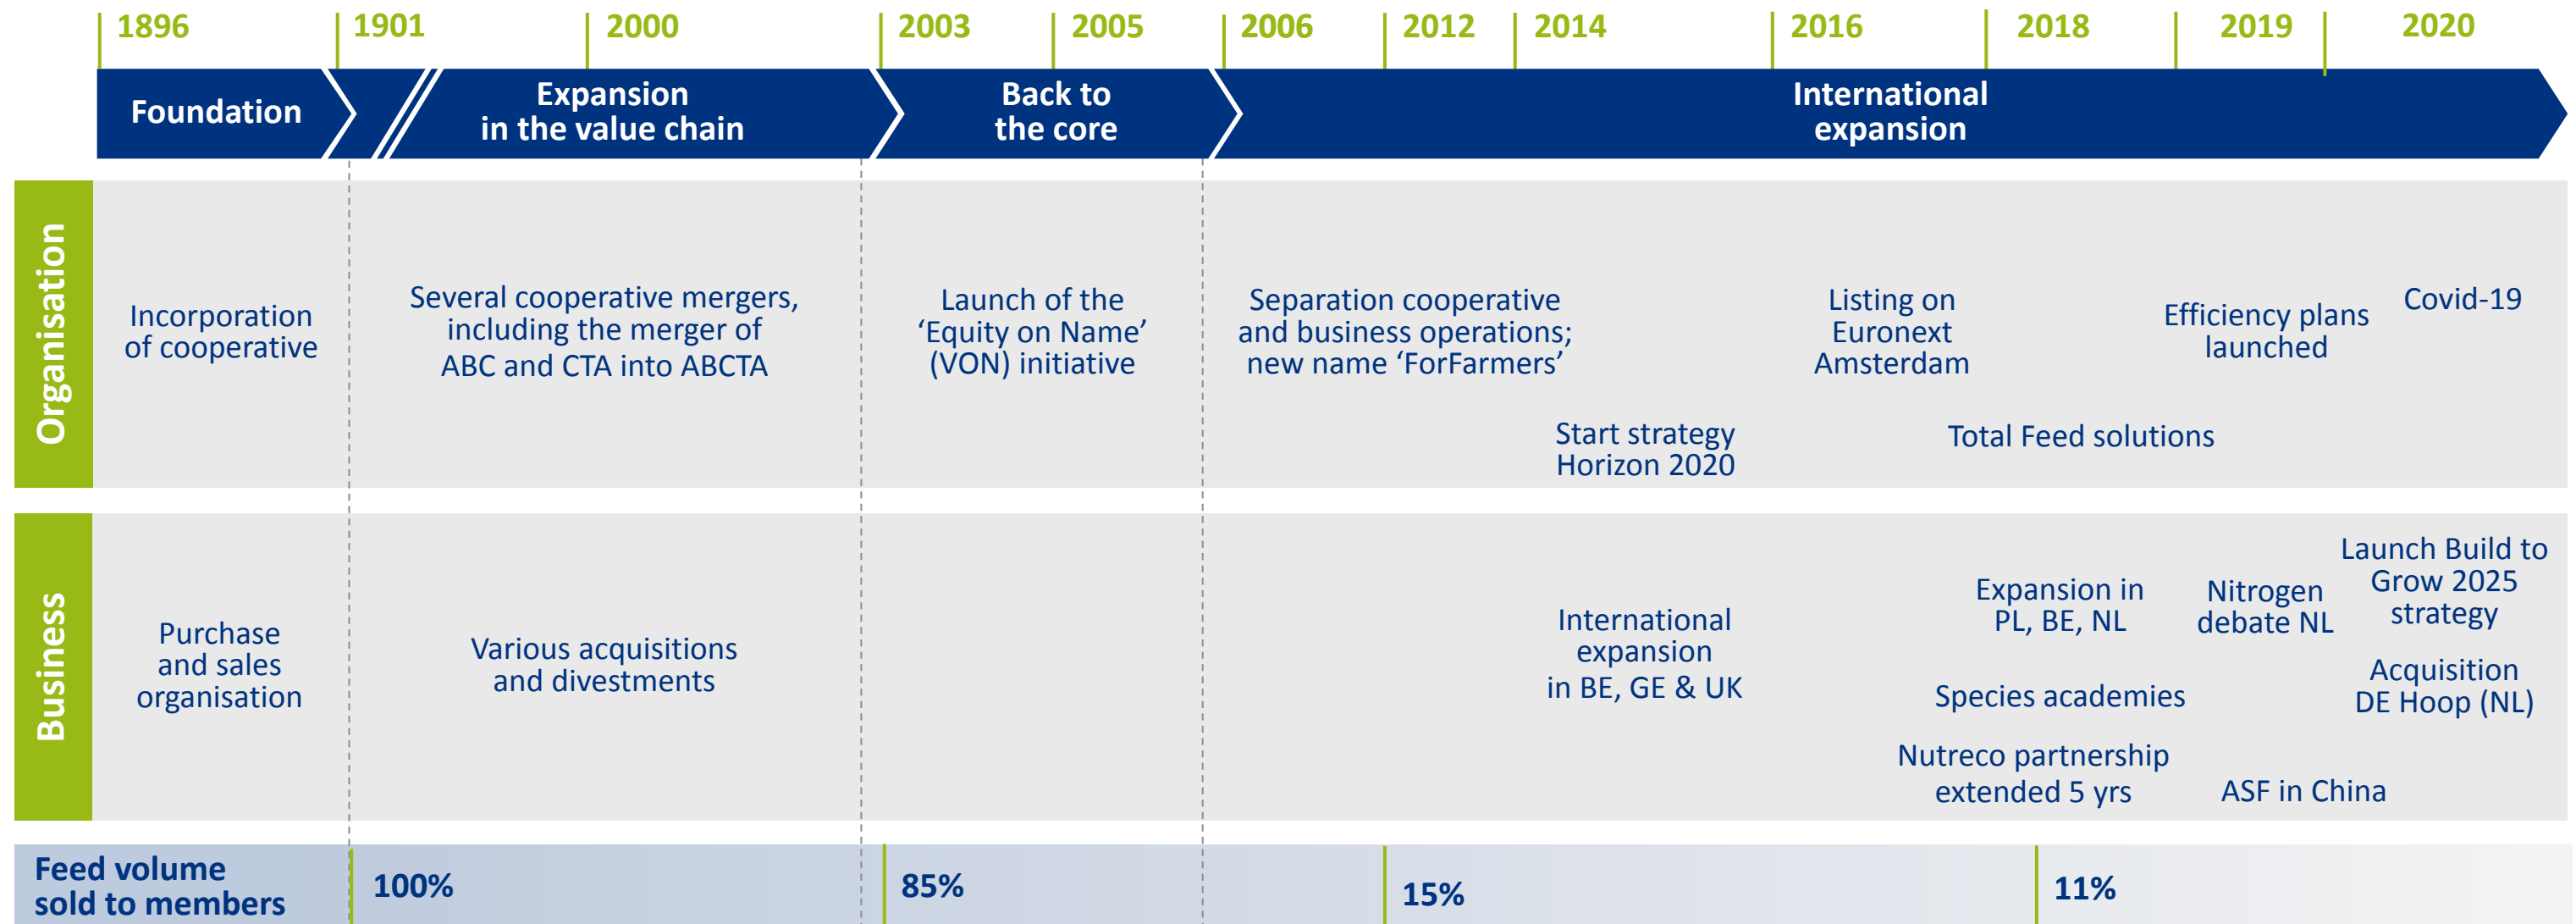 1896
1901
2000
2003
2005
2006
2012
2014
2016
2018
2019
2020
Foundation
Expansion
in the value chain
Back to
the core
International
expansion
Organisation
Incorporation
of cooperative
Several cooperative mergers,
including the merger of
ABC and CTA into ABCTA
Launch of the
‘Equity on Name’
(VON) initiative
Separation cooperative
and business operations;
new name ‘ForFarmers’
Start strategy
Horizon 2020
Listing on
Euronext
Amsterdam
Total Feed solutions
Efficiency plans
launched
Covid-19
Business
Purchase
and sales
organisation
Various acquisitions
and divestments
International
expansion
in BE, GE & UK
Expansion in
PL, BE, NL
Species academies
Nutreco partnership
extended 5 yrs
Nitrogen
debate NL
ASF in China
Launch Build to
Grow 2025
strategy
Acquisition
DE Hoop (NL)
Feed volume
sold to members
100%
85%
15%
11%